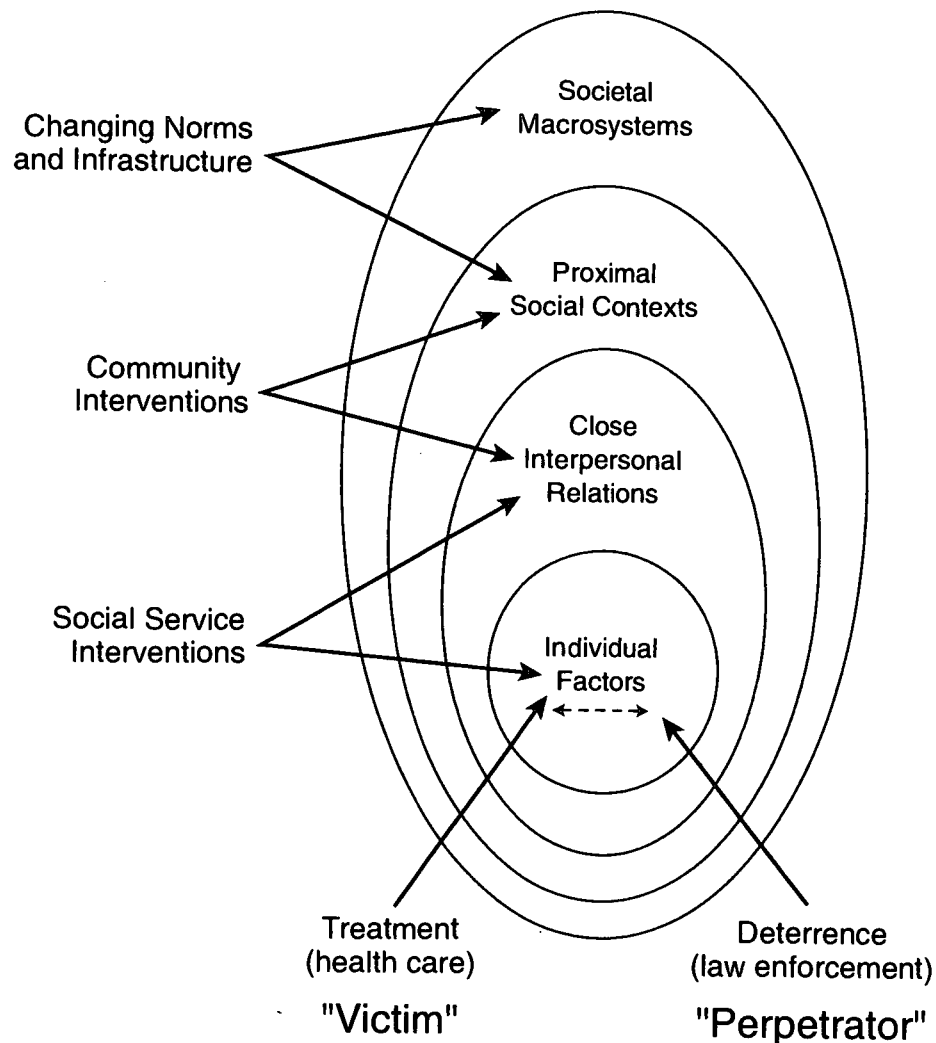 Societal
Macrosystems
Changing Norms
and Infrastructure
Proximal
Social Contexts
Community
Interventions
Close
Interpersonal
Relations
Social Service
Interventions
Individual
Factors
Treatment
(health care)
"Victim"
Deterrence
(law enforcement)
"Perpetrator"